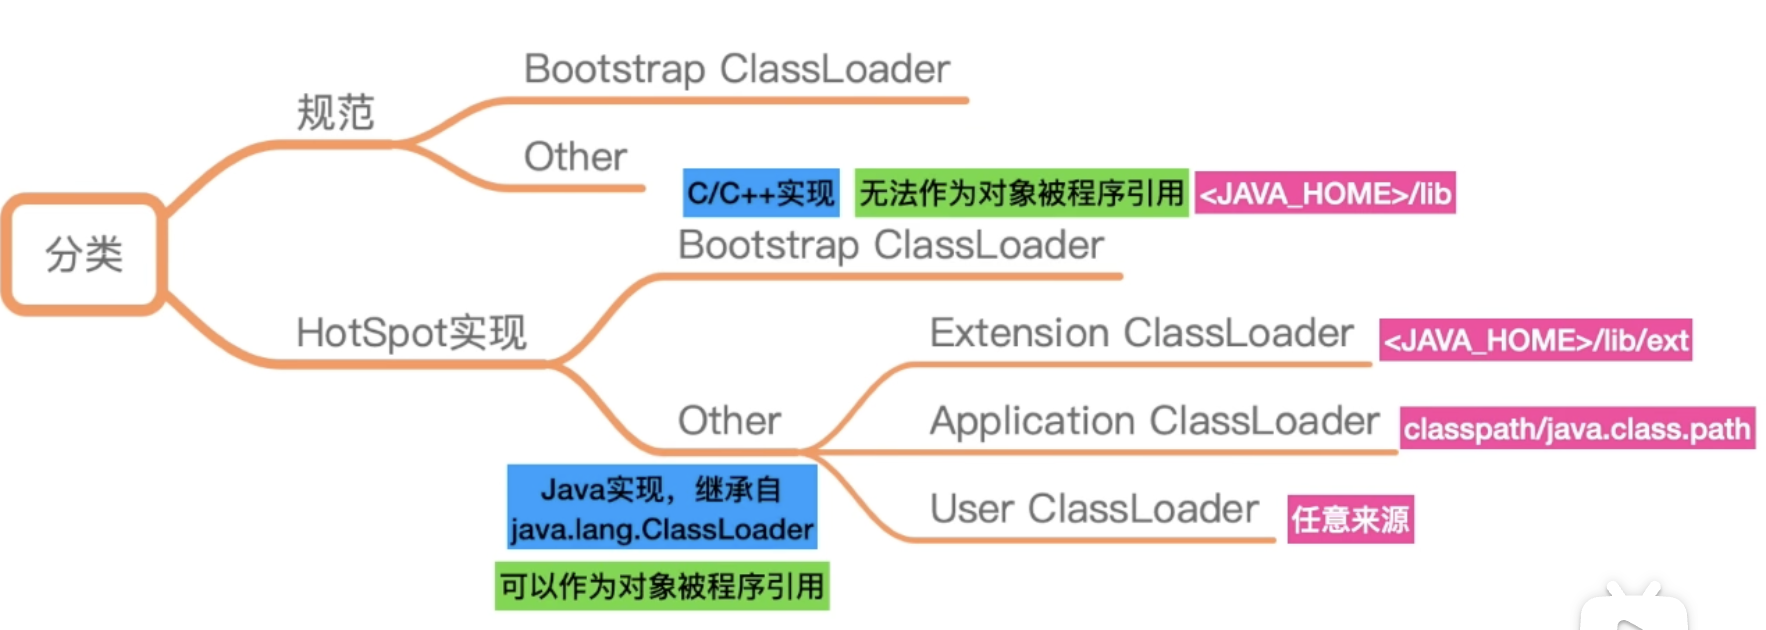 Bootstrap ClassLoader
规范
Other
C/C++实现 无法作为对象被程序引用 <JAVA_HOME>/lib
分类
Bootstrap ClassLoader
HotSpot实现
Extension ClassLoader <JAVA_HOME>/lib/ext
Other
Application ClassLoader classpath/java.class.path
Java实现，继承自
java.lang.ClassLoader
User ClassLoader 任意来源
可以作为对象被程序引用